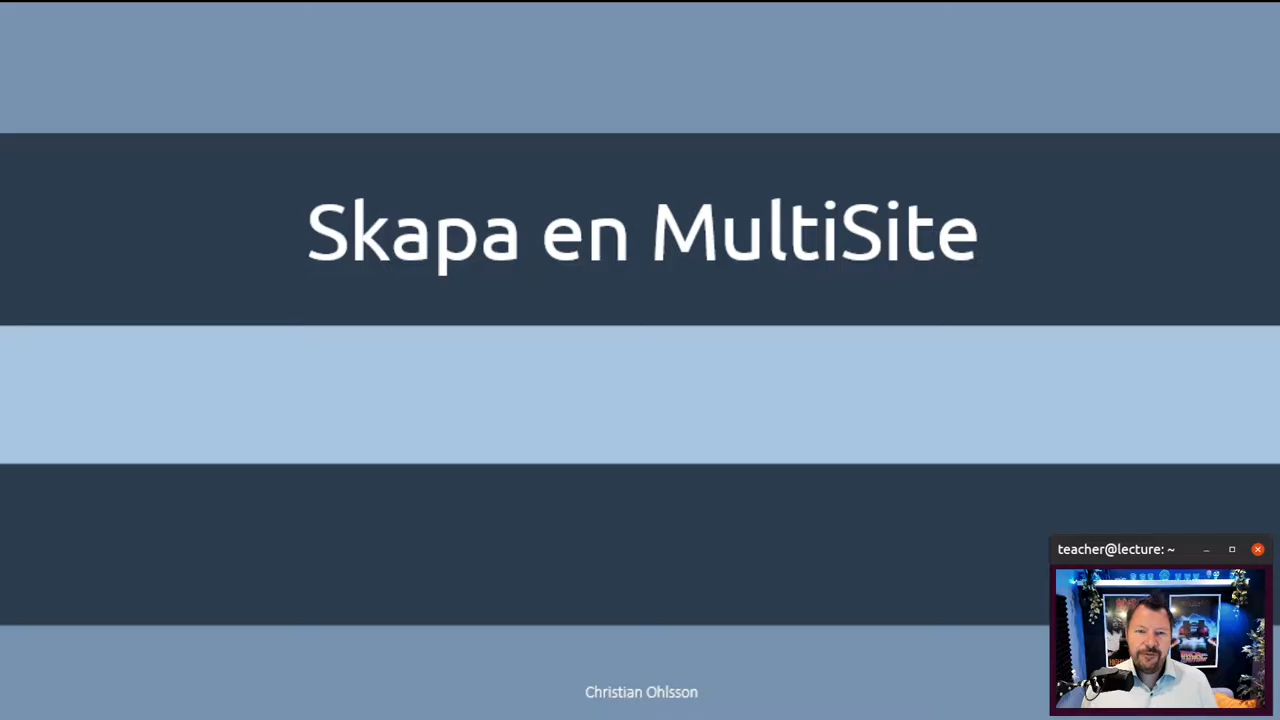 Skapa en MultiSite
teacher@lecture: ~
Christian Ohlsson